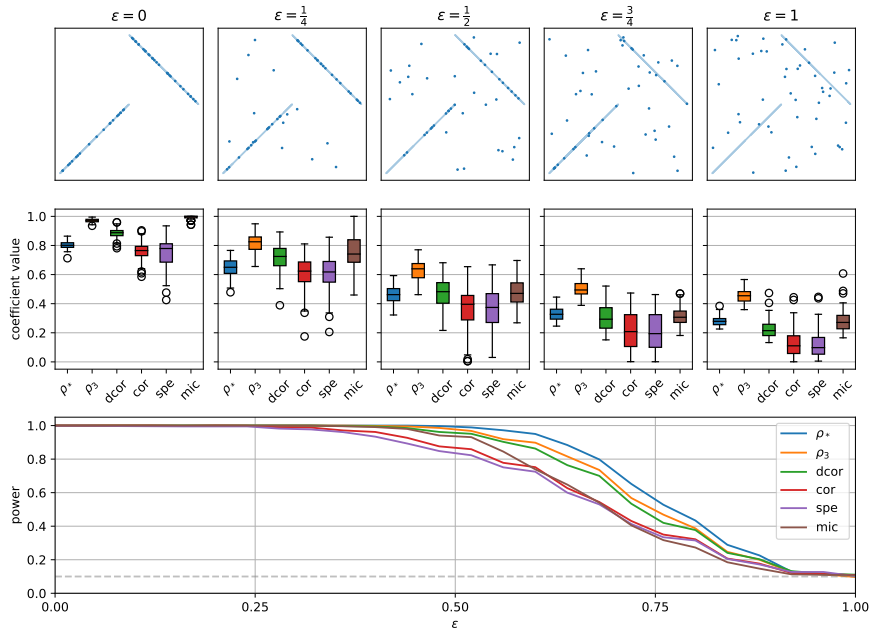 ε = 0
ε = 1/4
ε = 1/2
ε = 3/4
ε = 1
coefficient value
1.0
0.8
0.6
0.4
0.2
0.0
ρ* ρ3 dcor cor spe mic
ρ* ρ3 dcor cor spe mic
ρ* ρ3 dcor cor spe mic
ρ* ρ3 dcor cor spe mic
ρ* ρ3 dcor cor spe mic
power
1.0
0.8
0.6
0.4
0.2
0.0
ρ*
ρ3
dcor
cor
spe
mic
0.00 0.25 0.50 0.75 1.00
ε